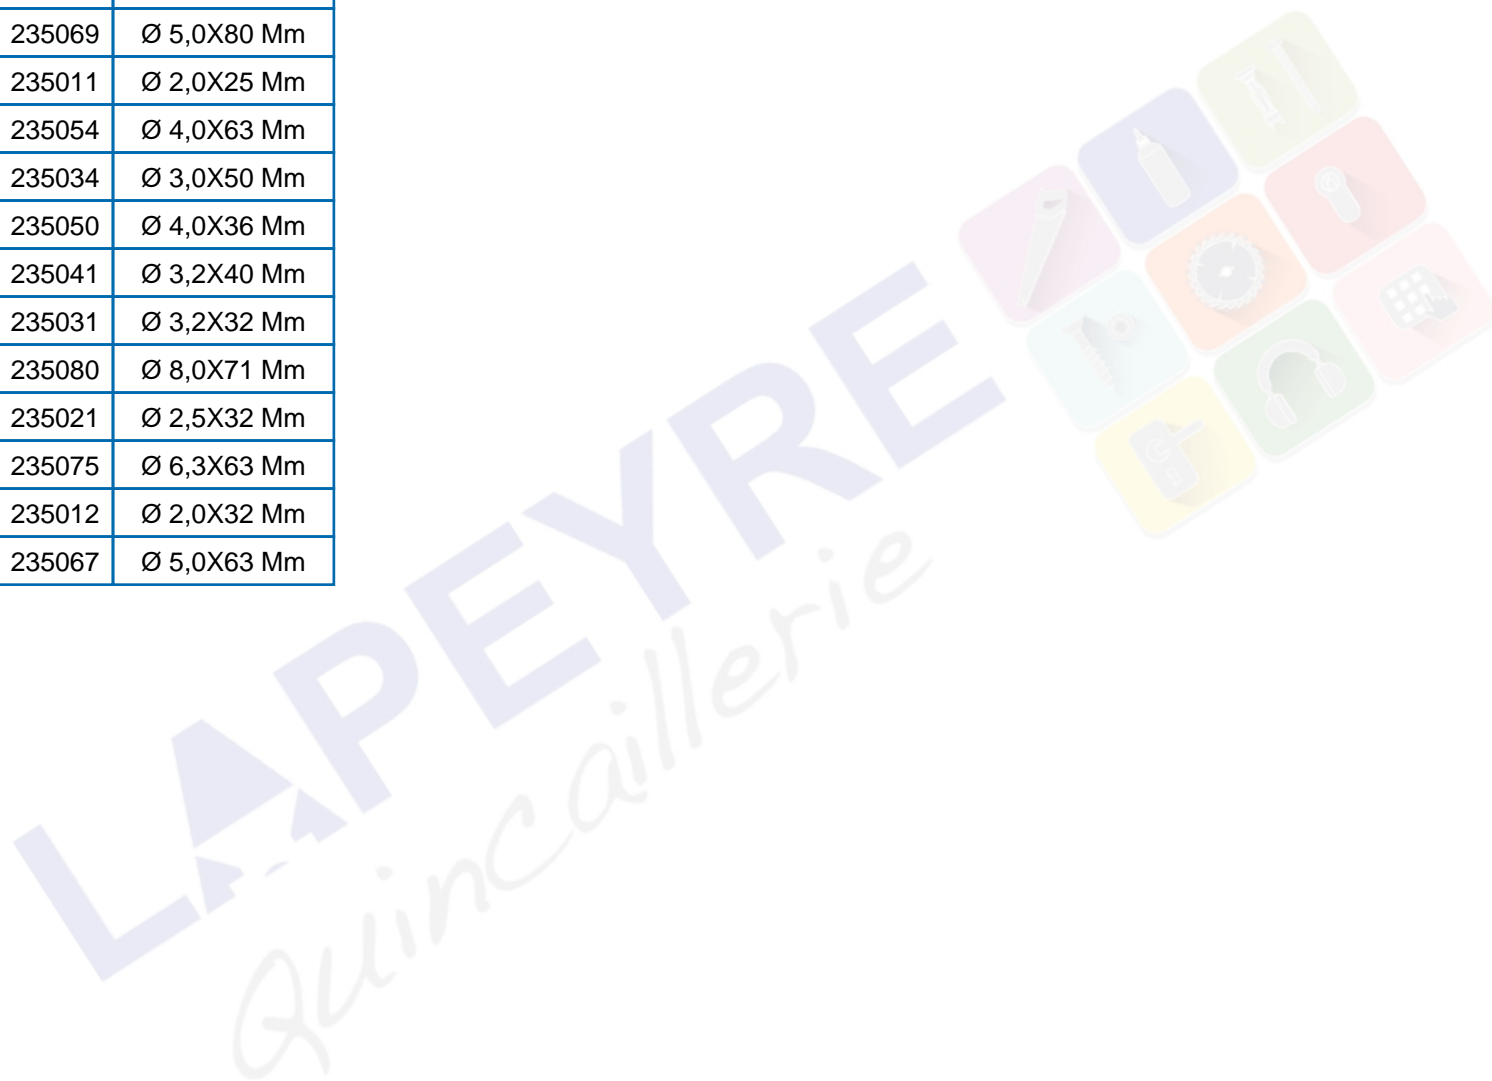 235069 Ø 5,0X80 Mm
235011 Ø 2,0X25 Mm
235054 Ø 4,0X63 Mm
235034 Ø 3,0X50 Mm
235050 Ø 4,0X36 Mm
235041 Ø 3,2X40 Mm
235031 Ø 3,2X32 Mm
235080 Ø 8,0X71 Mm
235021 Ø 2,5X32 Mm
235075 Ø 6,3X63 Mm
235012 Ø 2,0X32 Mm
235067 Ø 5,0X63 Mm
LAPEYRE
Quincaillerie